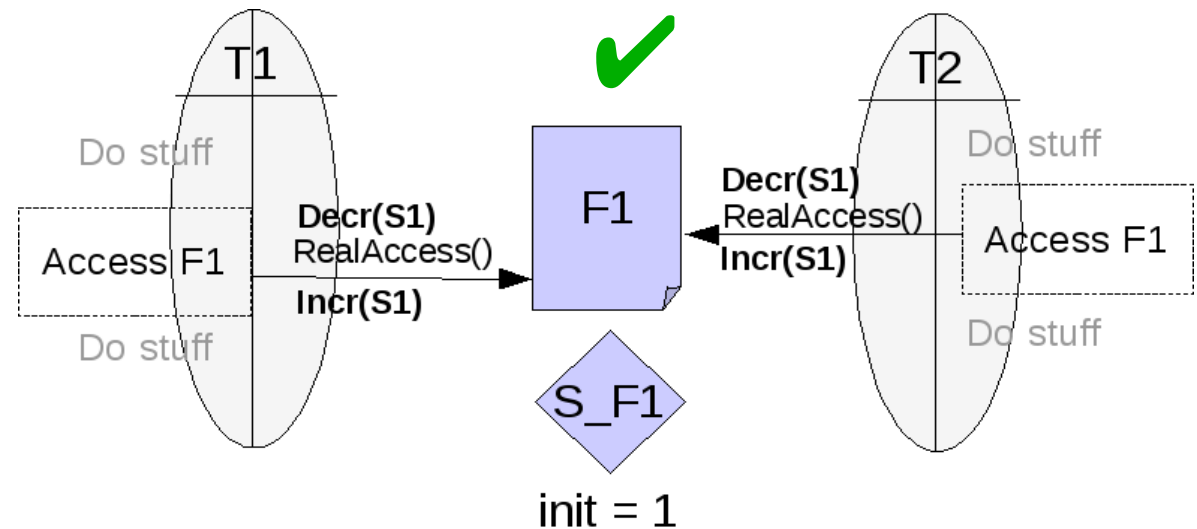 T1
Do stuff
Access F1
Do stuff
Decr(S1)
RealAccess()
Incr(S1)
F1
S_F1
init = 1
Decr(S1)
RealAccess()
Incr(S1)
T2
Do stuff
Access F1
Do stuff